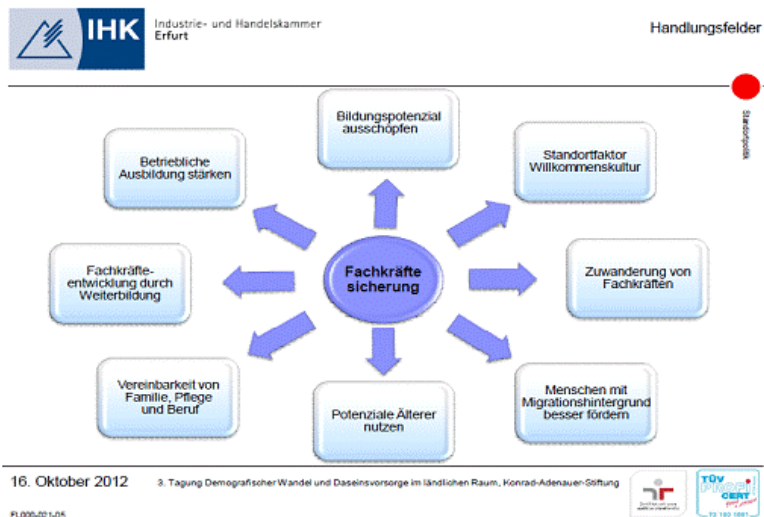 IHK
Industrie- und Handelskammer
Erfurt
Handlungsfelder
Standortpolitik
Bildungspotenzial
ausschöpfen
Betriebliche
Ausbildung stärken
Standortfaktor
Willkommenskultur
Fachkräfte
sicherung
Fachkräfte-
entwicklung durch
Weiterbildung
Zuwanderung von
Fachkräften
Vereinbarkeit von
Familie, Pflege
und Beruf
Potenziale Älterer
nutzen
Menschen mit
Migrationshintergrund
besser fördern
16. Oktober 2012
3. Tagung Demografischer Wandel und Daseinsvorsorge im ländlichen Raum, Konrad-Adenauer-Stiftung
TÜV
PROFI
CERT